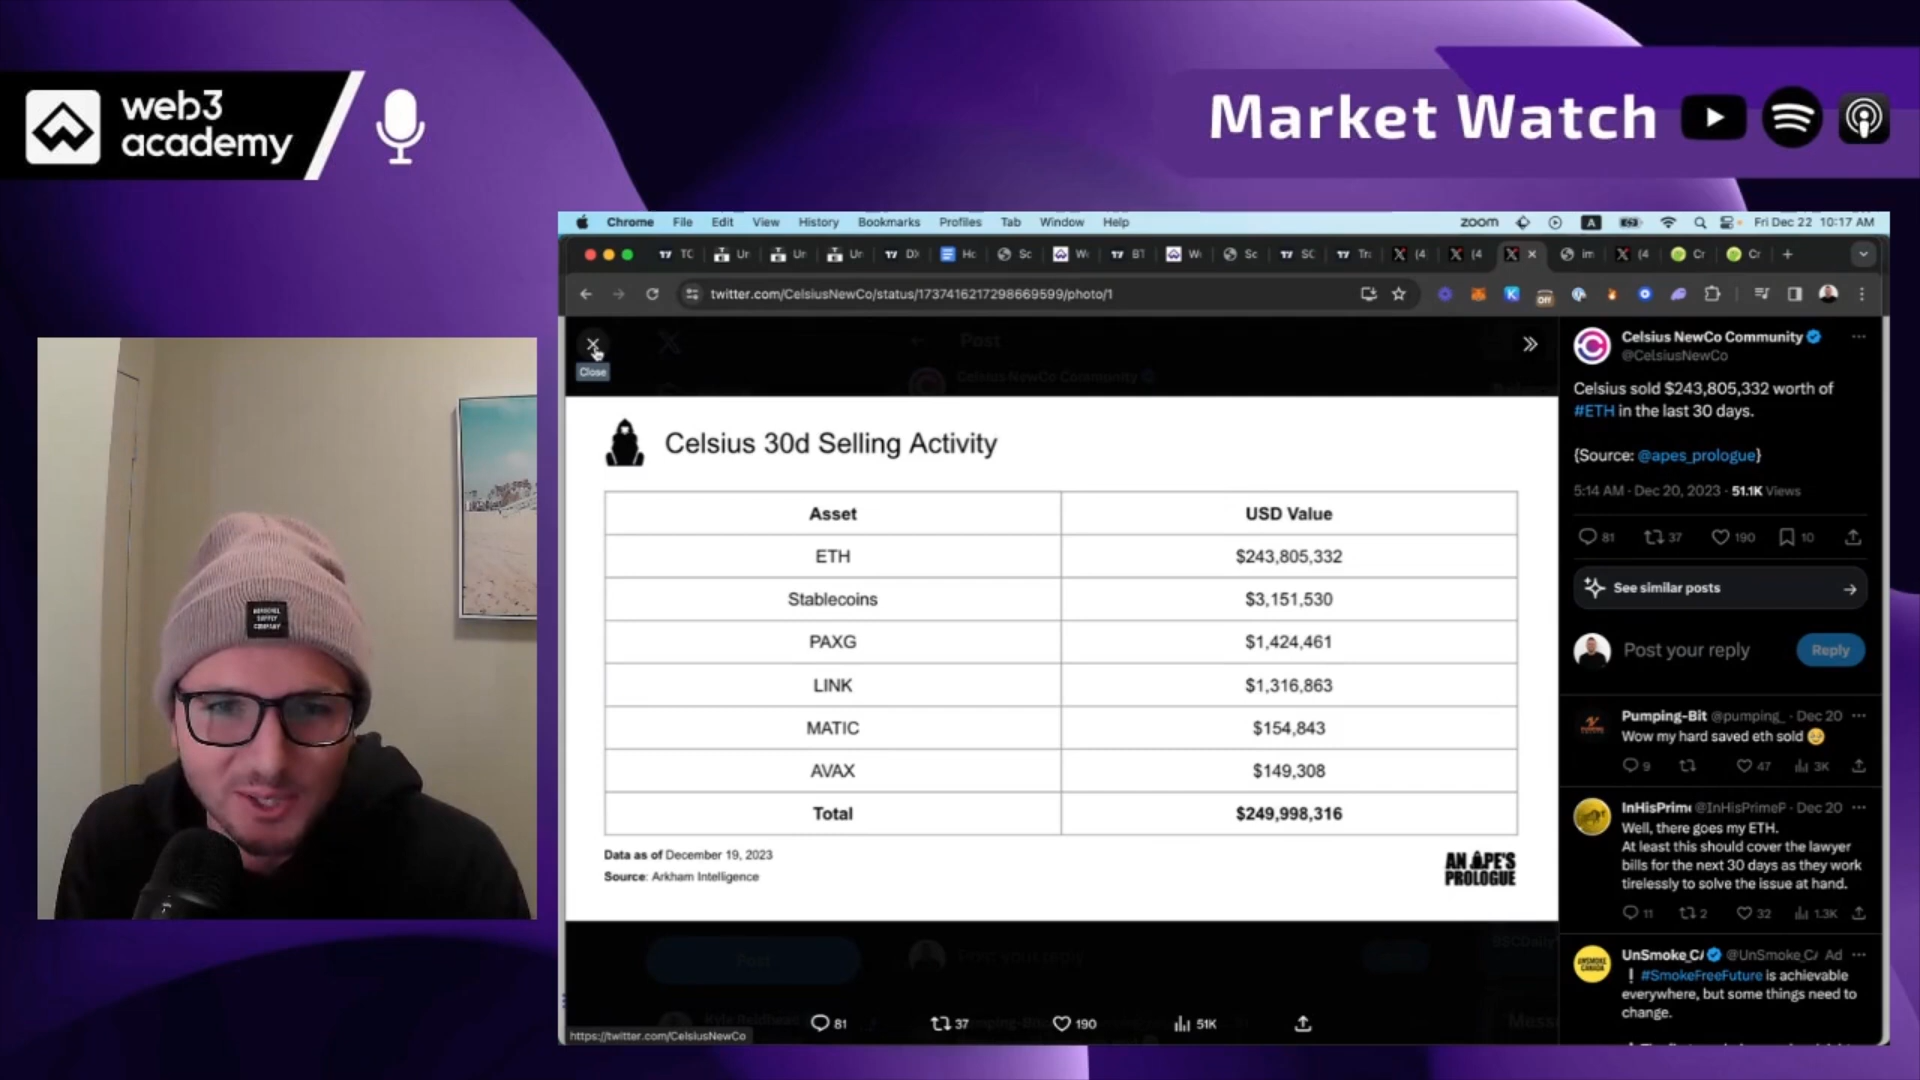 web3
academy
Market Watch
Chrome File Edit View History Bookmarks Profiles Tab Window Help
zoom A Fri Dec 22 10:17 AM
twitter.com/CelsiusNewCo/status/1737416217298669599/photo/1
Off
Close
Post
Celsius 30d Selling Activity
Asset USD Value
ETH $243,805,332
Stablecoins $3,151,530
PAXG $1,424,461
LINK $1,316,863
MATIC $154,843
AVAX $149,308
Total $249,998,316
Data as of December 19, 2023
Source: Arkham Intelligence
AN APE'S
PROLOGUE
81 37 190 51K
https://twitter.com/CelsiusNewCo
Celsius NewCo Community
@CelsiusNewCo
Celsius sold $243,805,332 worth of
#ETH in the last 30 days.
{Source: @apes_prologue}
5:14 AM · Dec 20, 2023 · 51.1K Views
81 37 190 10
See similar posts
Post your reply Reply
Pumping-Bit @pumping_ · Dec 20
Wow my hard saved eth sold
9 47 3K
InHisPrime @InHisPrimeP · Dec 20
Well, there goes my ETH.
At least this should cover the lawyer
bills for the next 30 days as they work
tirelessly to solve the issue at hand.
11 2 32 1.3K
UnSmoke_C @UnSmoke_C Ad
#SmokeFreeFuture is achievable
everywhere, but some things need to
change.
HERSCHEL
SUPPLY
COMPANY